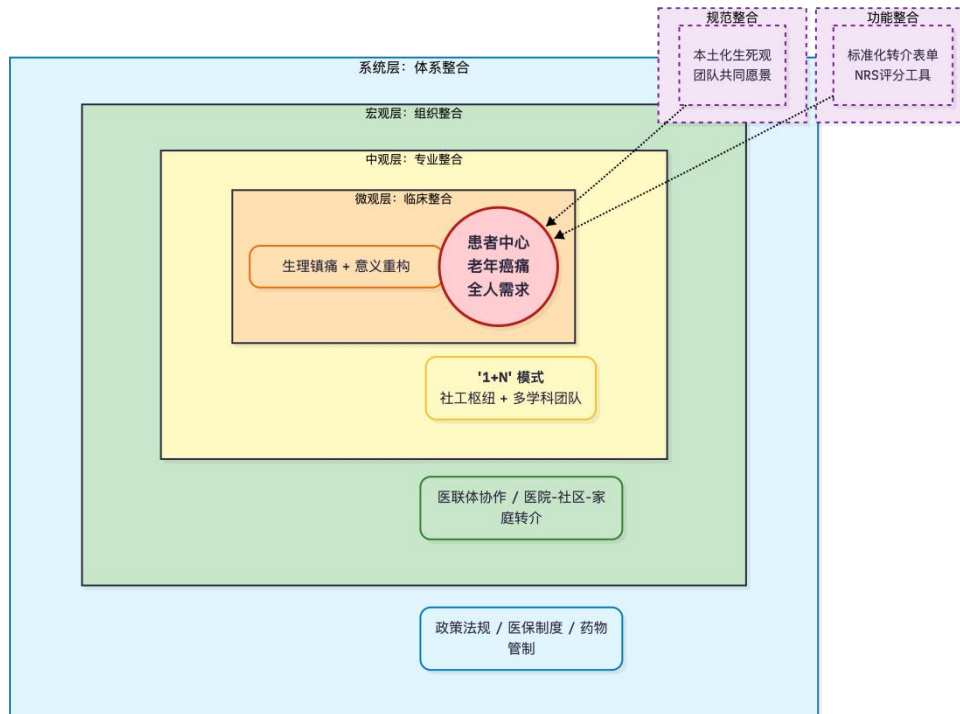 规范整合
功能整合
本土化生死观
团队共同愿景
标准化转介表单
NRS评分工具
系统层：体系整合
宏观层：组织整合
中观层：专业整合
微观层：临床整合
生理镇痛 + 意义重构
患者中心
老年癌痛
全人需求
'1+N' 模式
社工枢纽 + 多学科团队
医联体协作 / 医院-社区-家
庭转介
政策法规 / 医保制度 / 药物
管制